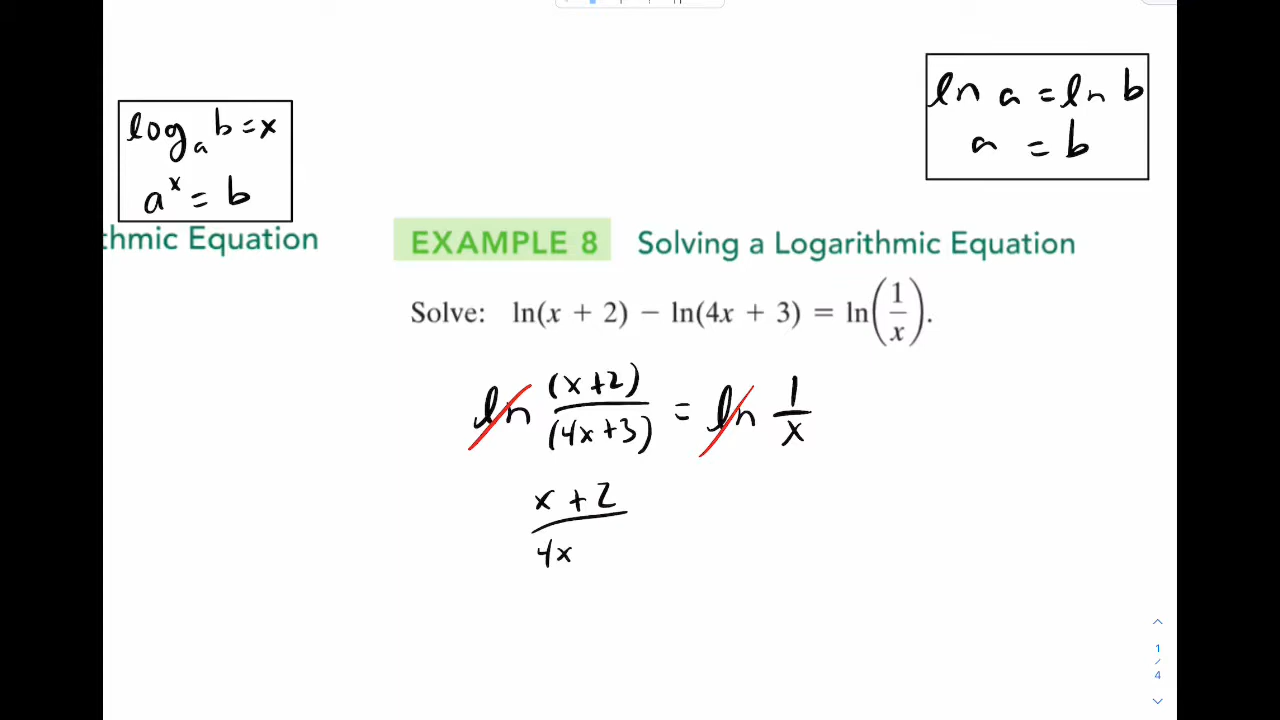 ln a = ln b
a = b
log_a b = x
a^x = b
thmic Equation
EXAMPLE 8 Solving a Logarithmic Equation
Solve: ln(x + 2) − ln(4x + 3) = ln(1/x).
ln (x+2)/(4x+3) = ln 1/x
x + 2
4x
1
/
4